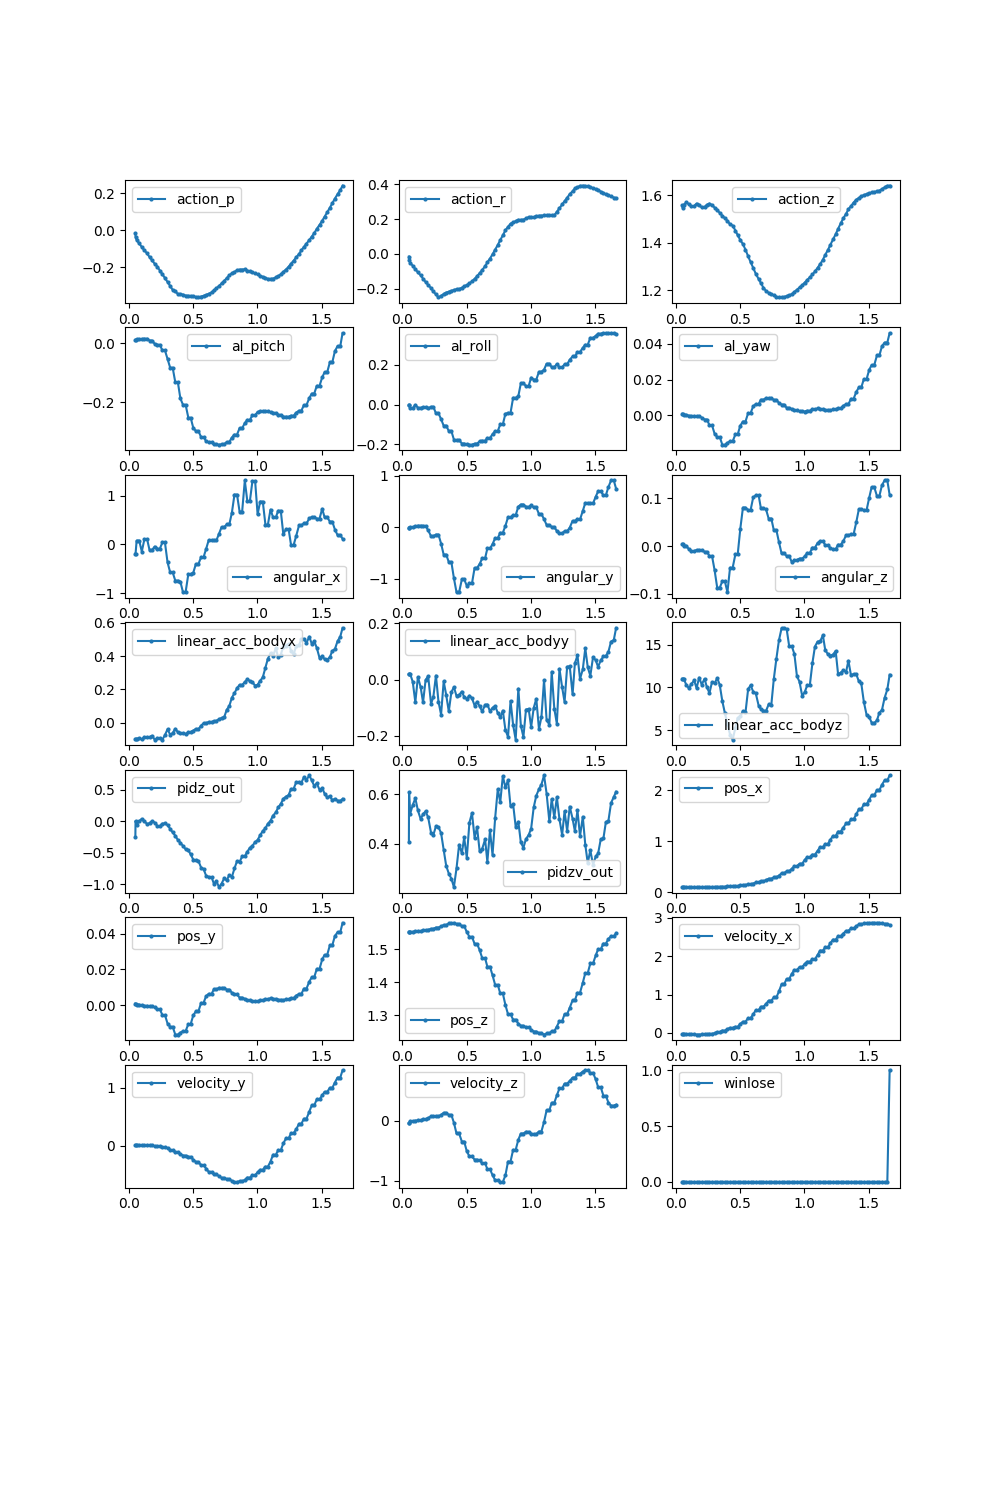 action_p
0.2
0.0
−0.2
0.0 0.5 1.0 1.5
action_r
0.4
0.2
0.0
−0.2
0.0 0.5 1.0 1.5
action_z
1.6
1.4
1.2
0.0 0.5 1.0 1.5
al_pitch
0.0
−0.2
0.0 0.5 1.0 1.5
al_roll
0.2
0.0
−0.2
0.0 0.5 1.0 1.5
al_yaw
0.04
0.02
0.00
0.0 0.5 1.0 1.5
angular_x
1
0
−1
0.0 0.5 1.0 1.5
angular_y
1
0
−1
0.0 0.5 1.0 1.5
angular_z
0.1
0.0
−0.1
0.0 0.5 1.0 1.5
linear_acc_bodyx
0.6
0.4
0.2
0.0
0.0 0.5 1.0 1.5
linear_acc_bodyy
0.2
0.0
−0.2
0.0 0.5 1.0 1.5
linear_acc_bodyz
15
10
5
0.0 0.5 1.0 1.5
pidz_out
0.5
0.0
−0.5
−1.0
0.0 0.5 1.0 1.5
pidzv_out
0.6
0.4
0.0 0.5 1.0 1.5
pos_x
2
1
0
0.0 0.5 1.0 1.5
pos_y
0.04
0.02
0.00
0.0 0.5 1.0 1.5
pos_z
1.5
1.4
1.3
0.0 0.5 1.0 1.5
velocity_x
3
2
1
0
0.0 0.5 1.0 1.5
velocity_y
1
0
0.0 0.5 1.0 1.5
velocity_z
0
−1
0.0 0.5 1.0 1.5
winlose
1.0
0.5
0.0
0.0 0.5 1.0 1.5